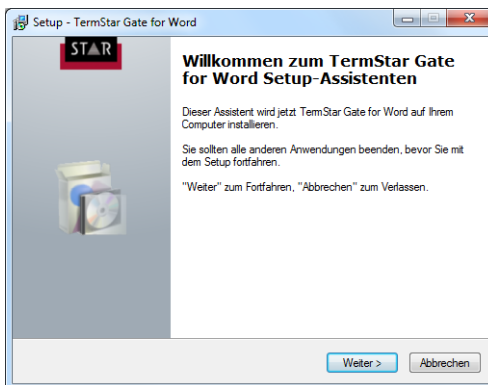 Setup - TermStar Gate for Word
STAR
Willkommen zum TermStar Gate
for Word Setup-Assistenten
Dieser Assistent wird jetzt TermStar Gate for Word auf Ihrem
Computer installieren.
Sie sollten alle anderen Anwendungen beenden, bevor Sie mit
dem Setup fortfahren.
"Weiter" zum Fortfahren, "Abbrechen" zum Verlassen.
Weiter >
Abbrechen